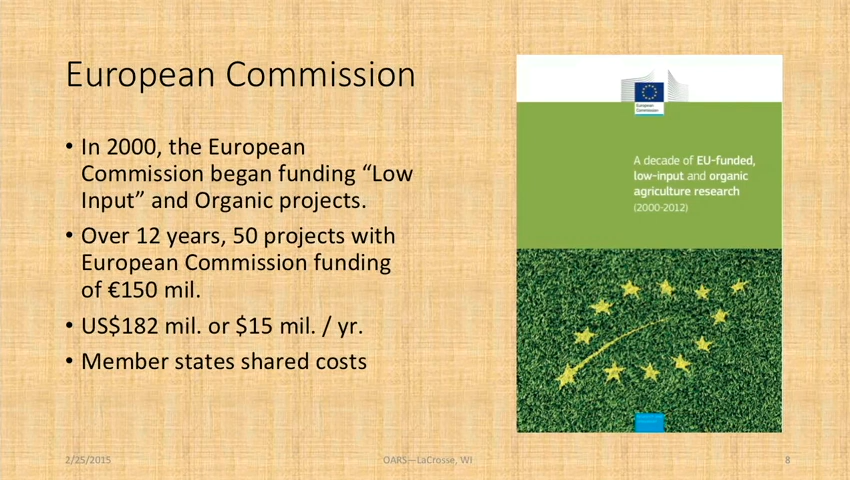 European Commission
• In 2000, the European
Commission began funding “Low
Input” and Organic projects.
• Over 12 years, 50 projects with
European Commission funding
of €150 mil.
• US$182 mil. or $15 mil. / yr.
• Member states shared costs
European
Commission
A decade of EU-funded,
low-input and organic
agriculture research
(2000-2012)
2/25/2015
OARS—LaCrosse, WI
8